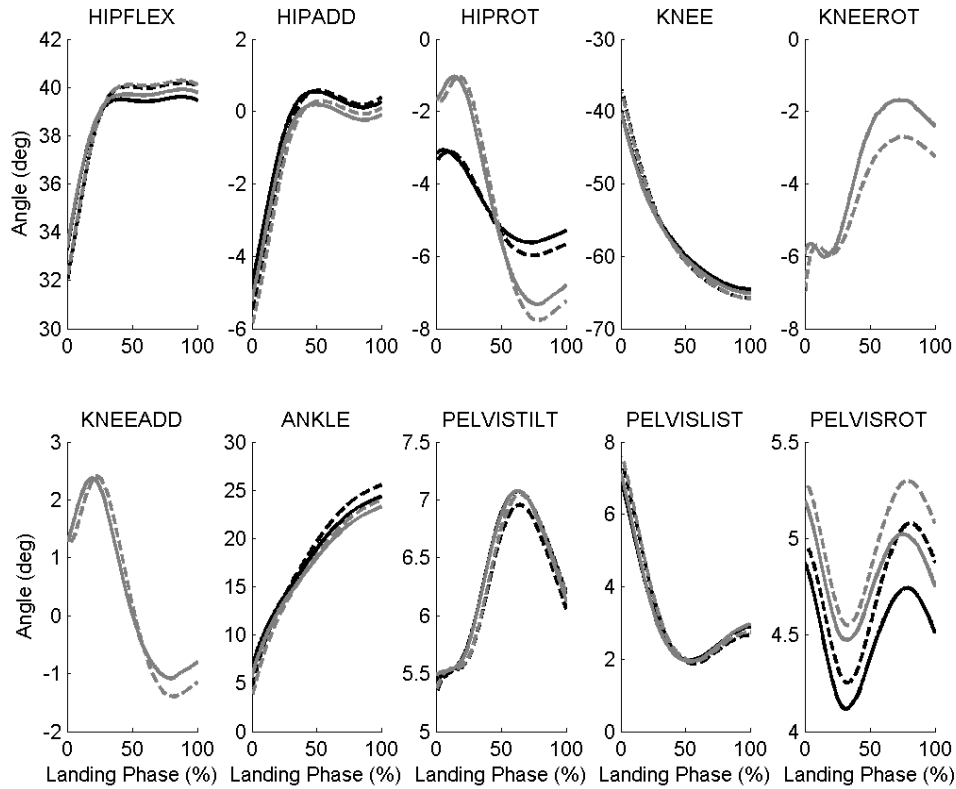 HIPFLEX HIPADD HIPROT KNEE KNEEROT
42 2 0 -30 0
40 0 -2 -40 -2
38 -2 -4 -50 -4
36
34 -4 -6 -60 -6
32
30 -6 -8 -70 -8
Angle (deg)
0 50 100 0 50 100 0 50 100 0 50 100 0 50 100
KNEEADD ANKLE PELVISTILT PELVISLIST PELVISROT
3 30 7.5 8 5.5
25 7
2 20 6.5 6 5
1 15 6 4 4.5
0 10 5.5 2
-1 5
-2 0 5 0 4
Angle (deg)
0 50 100 0 50 100 0 50 100 0 50 100 0 50 100
Landing Phase (%) Landing Phase (%) Landing Phase (%) Landing Phase (%) Landing Phase (%)